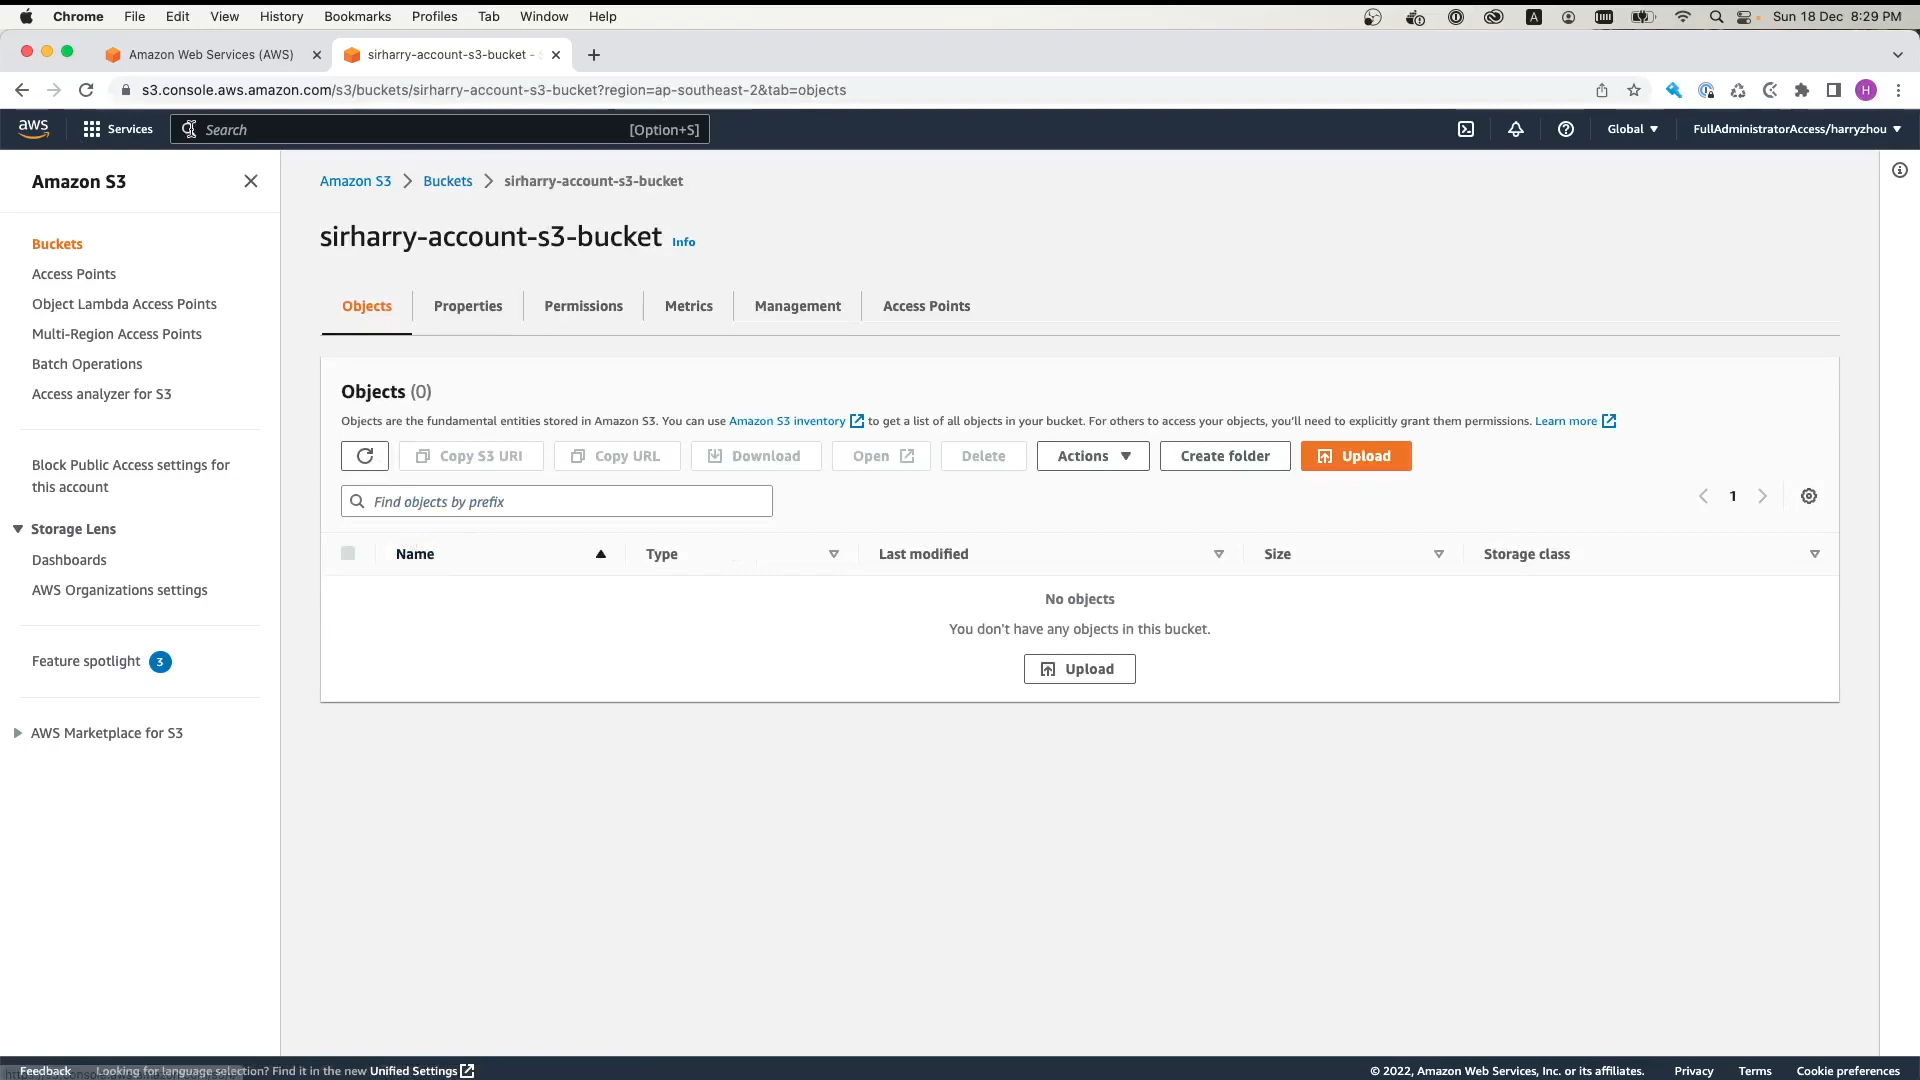 Chrome File Edit View History Bookmarks Profiles Tab Window Help
A
Sun 18 Dec 8:29 PM
Amazon Web Services (AWS)
sirharry-account-s3-bucket -
s3.console.aws.amazon.com/s3/buckets/sirharry-account-s3-bucket?region=ap-southeast-2&tab=objects
H
aws
Services
Search
[Option+S]
Global
FullAdministratorAccess/harryzhou
Amazon S3
Buckets
Access Points
Object Lambda Access Points
Multi-Region Access Points
Batch Operations
Access analyzer for S3
Block Public Access settings for
this account
Storage Lens
Dashboards
AWS Organizations settings
Feature spotlight 3
AWS Marketplace for S3
Amazon S3 > Buckets > sirharry-account-s3-bucket
sirharry-account-s3-bucket Info
Objects Properties Permissions Metrics Management Access Points
Objects (0)
Objects are the fundamental entities stored in Amazon S3. You can use Amazon S3 inventory to get a list of all objects in your bucket. For others to access your objects, you'll need to explicitly grant them permissions. Learn more
Copy S3 URI Copy URL Download Open Delete Actions Create folder Upload
Find objects by prefix
1
Name Type Last modified Size Storage class
No objects
You don't have any objects in this bucket.
Upload
Feedback Looking for language selection? Find it in the new Unified Settings
© 2022, Amazon Web Services, Inc. or its affiliates. Privacy Terms Cookie preferences